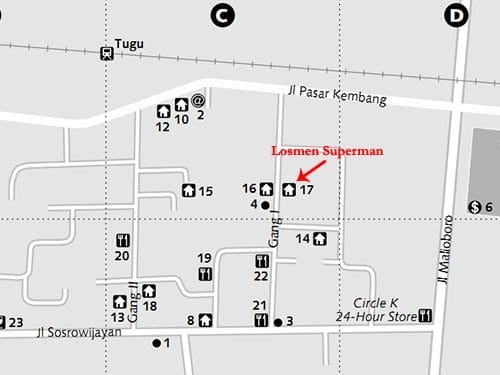 C
D
Tugu
Jl Pasar Kembang
12
10
@
2
Losmen Superman
15
16
17
4
6
Gang I
14
20
19
22
Jl Malioboro
Gang II
13
18
Circle K
24-Hour Store
23
Jl Sosrowijayan
8
21
3
1
$